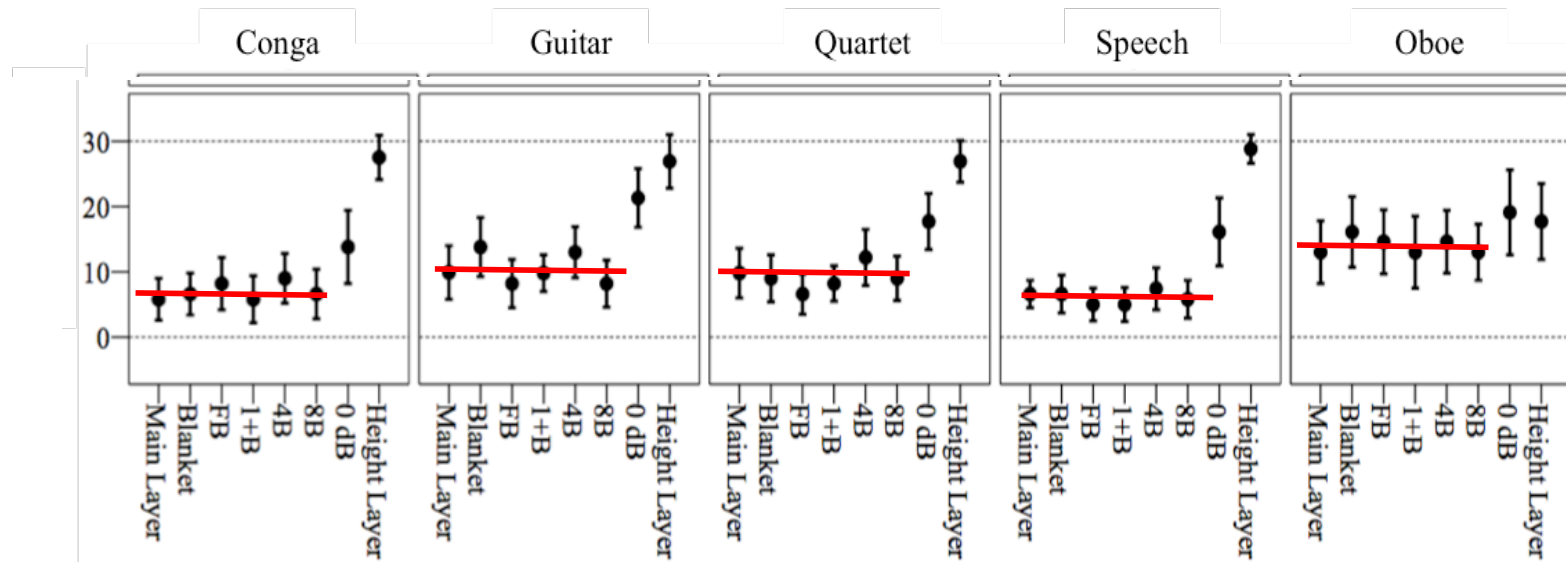 Conga
Guitar
Quartet
Speech
Oboe
30
20
10
0
Main Layer
Blanket
FB
1+B
4B
8B
0 dB
Height Layer
Main Layer
Blanket
FB
1+B
4B
8B
0 dB
Height Layer
Main Layer
Blanket
FB
1+B
4B
8B
0 dB
Height Layer
Main Layer
Blanket
FB
1+B
4B
8B
0 dB
Height Layer
Main Layer
Blanket
FB
1+B
4B
8B
0 dB
Height Layer